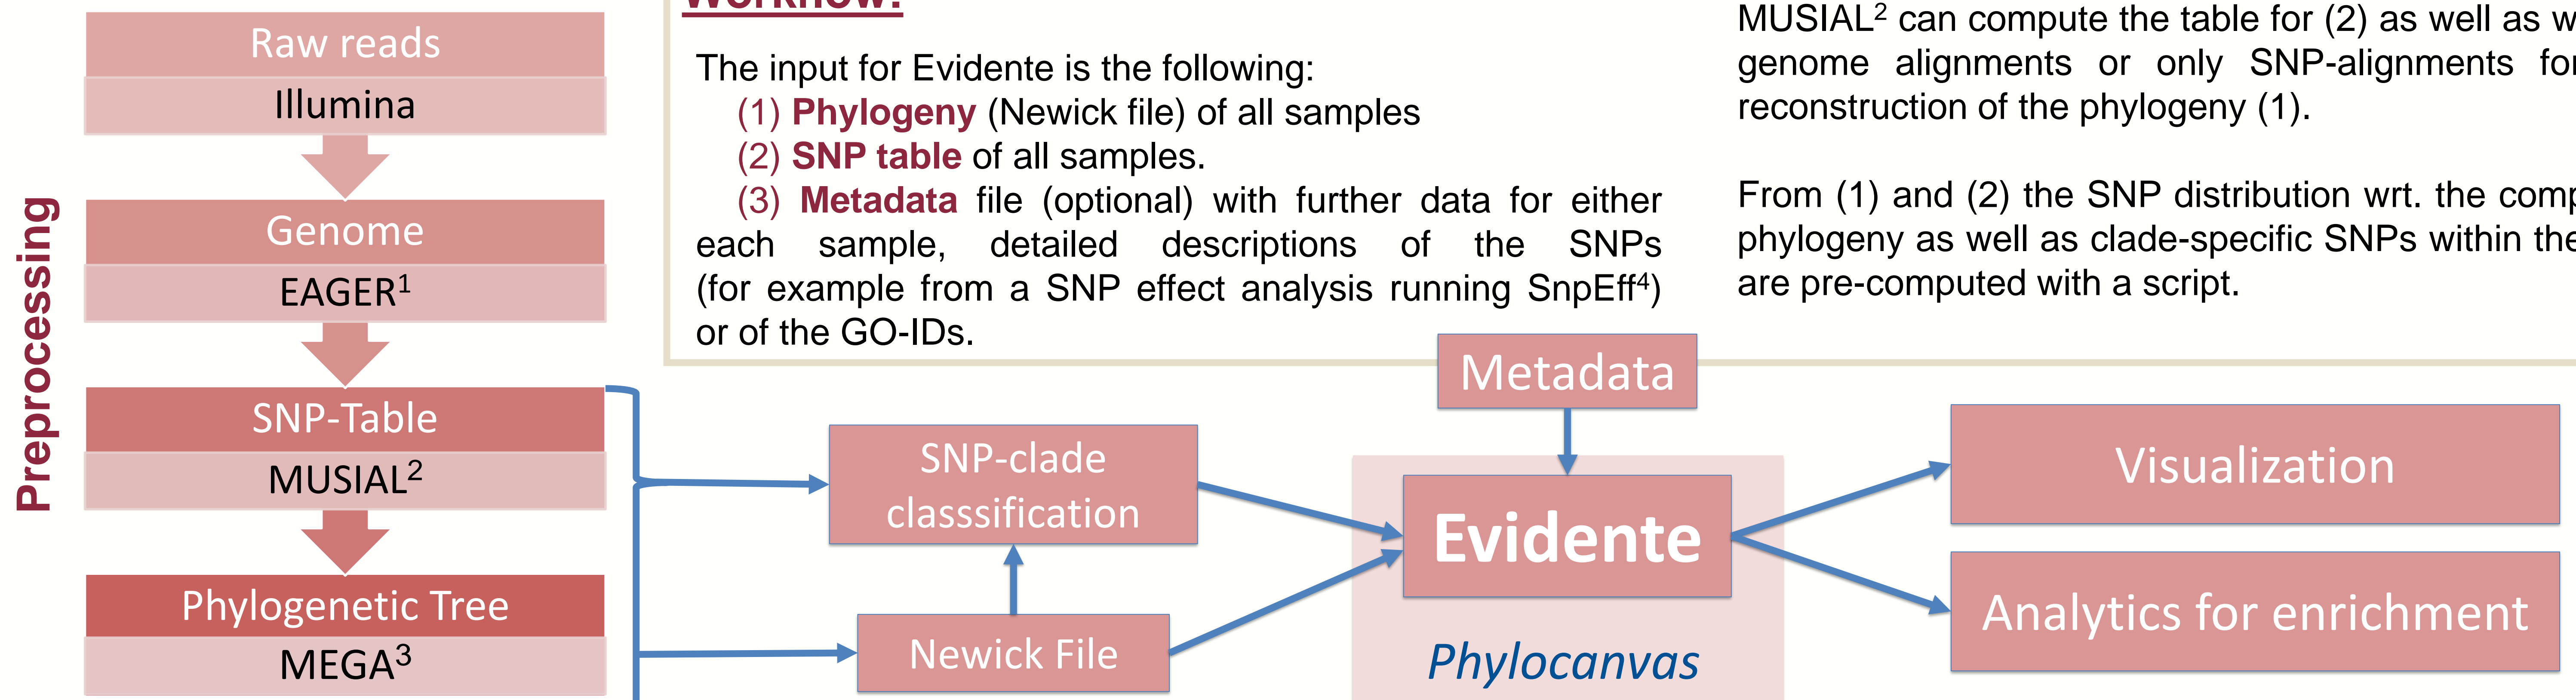 Preprocessing
Raw reads
Illumina
Genome
EAGER¹
SNP-Table
MUSIAL²
Phylogenetic Tree
MEGA³
The input for Evidente is the following:
(1) Phylogeny (Newick file) of all samples
(2) SNP table of all samples.
(3) Metadata file (optional) with further data for either
each sample, detailed descriptions of the SNPs
(for example from a SNP effect analysis running SnpEff⁴)
or of the GO-IDs.
MUSIAL² can compute the table for (2) as well as
genome alignments or only SNP-alignments
reconstruction of the phylogeny (1).
From (1) and (2) the SNP distribution wrt. the
phylogeny as well as clade-specific SNPs within
are pre-computed with a script.
Metadata
SNP-clade
classsification
Newick File
Evidente
Phylocanvas
Visualization
Analytics for enrichment